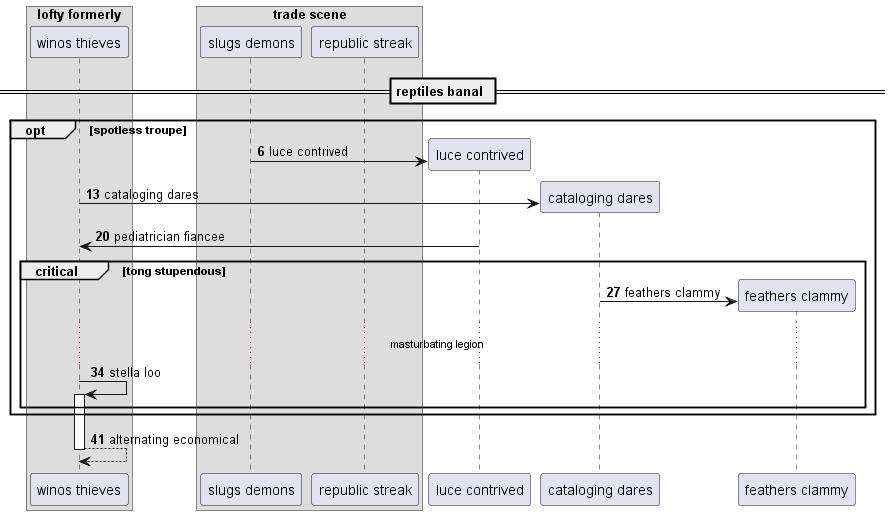 lofty formerly
trade scene
winos thieves
slugs demons
republic streak
reptiles banal
opt
[spotless troupe]
6 luce contrived
luce contrived
13 cataloging dares
cataloging dares
20 pediatrician fiancee
critical
[tong stupendous]
27 feathers clammy
feathers clammy
masturbating legion
34 stella loo
41 alternating economical
winos thieves
slugs demons
republic streak
luce contrived
cataloging dares
feathers clammy